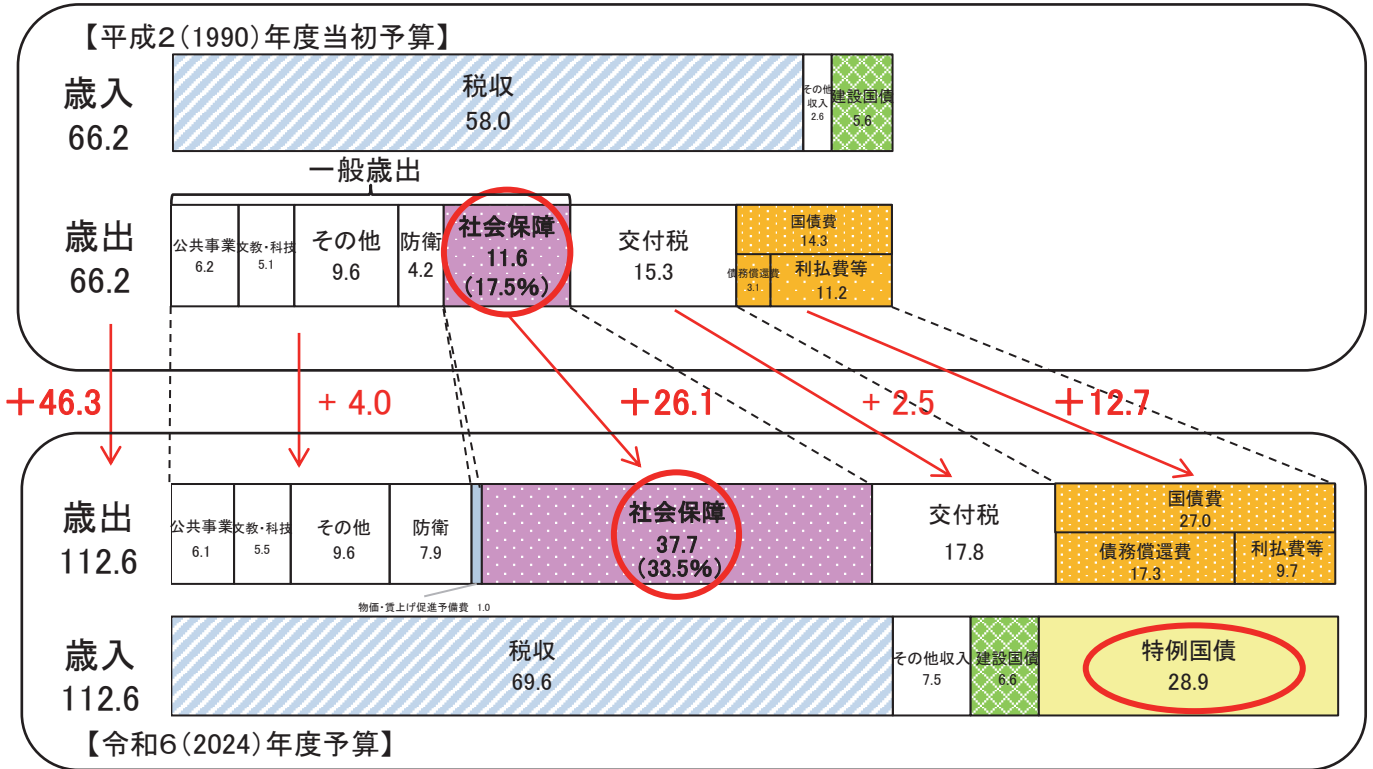 【平成２(1990)年度当初予算】
歳入
66.2
税収
58.0
その他
収入
2.6
建設国債
5.6
一般歳出
歳出
66.2
公共事業
6.2
文教・科技
5.1
その他
9.6
防衛
4.2
社会保障
11.6
(17.5%)
交付税
15.3
国債費
14.3
債務償還費
3.1
利払費等
11.2
＋46.3
+ 4.0
＋26.1
+ 2.5
＋12.7
歳出
112.6
公共事業
6.1
文教・科技
5.5
その他
9.6
防衛
7.9
社会保障
37.7
(33.5%)
交付税
17.8
国債費
27.0
債務償還費
17.3
利払費等
9.7
物価・賃上げ促進予備費 1.0
歳入
112.6
税収
69.6
その他収入
7.5
建設国債
6.6
特例国債
28.9
【令和６(2024)年度予算】